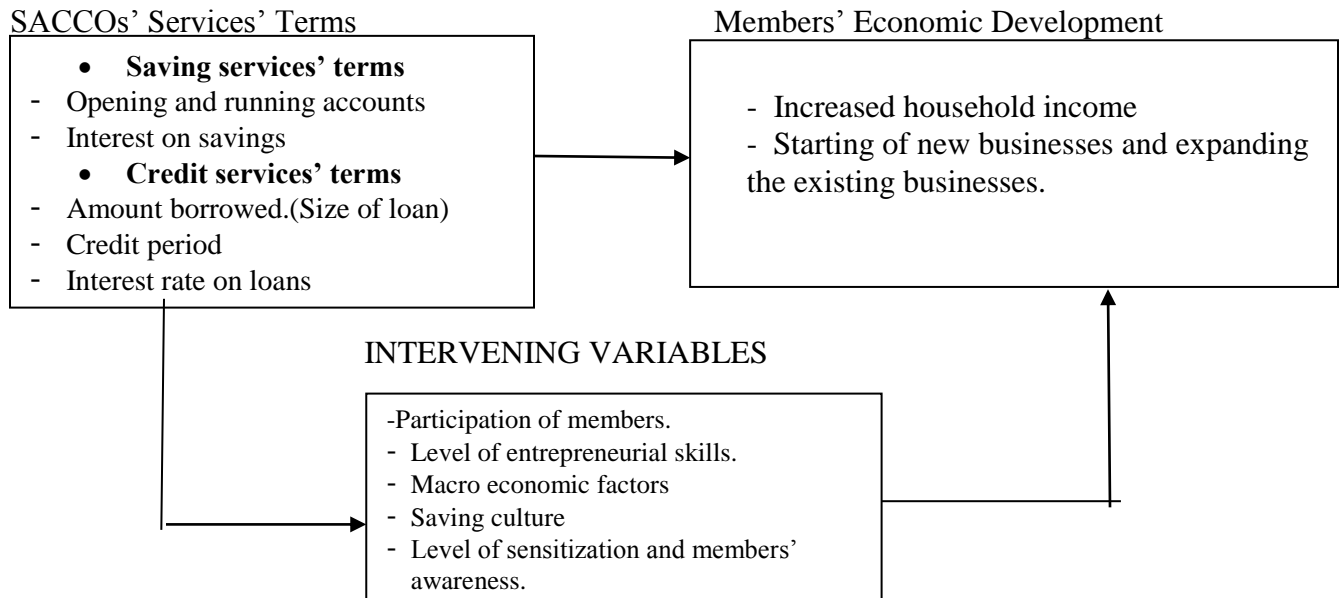 SACCOs’ Services’ Terms
• Saving services’ terms
- Opening and running accounts
- Interest on savings
• Credit services’ terms
- Amount borrowed.(Size of loan)
- Credit period
- Interest rate on loans
Members’ Economic Development
- Increased household income
- Starting of new businesses and expanding
the existing businesses.
INTERVENING VARIABLES
-Participation of members.
- Level of entrepreneurial skills.
- Macro economic factors
- Saving culture
- Level of sensitization and members’
awareness.